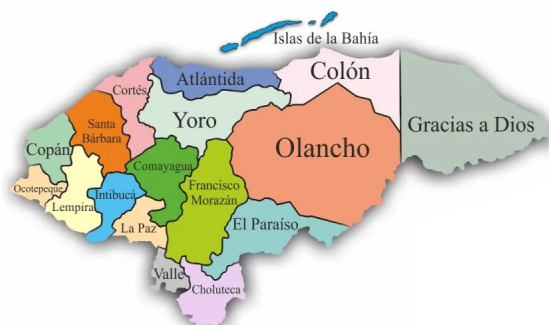 Islas de la Bahía
Atlántida
Colón
Cortés
Yoro
Gracias a Dios
Santa
Bárbara
Olancho
Copán
Comayagua
Ocotepeque
Francisco
Morazán
Intibucá
Lempira
El Paraíso
La Paz
Valle
Choluteca